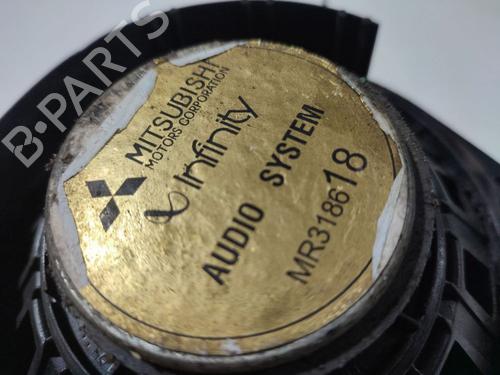 B-PARTS
MITSUBISHI
MOTORS CORPORATION
Infinity
AUDIO SYSTEM
MR318618